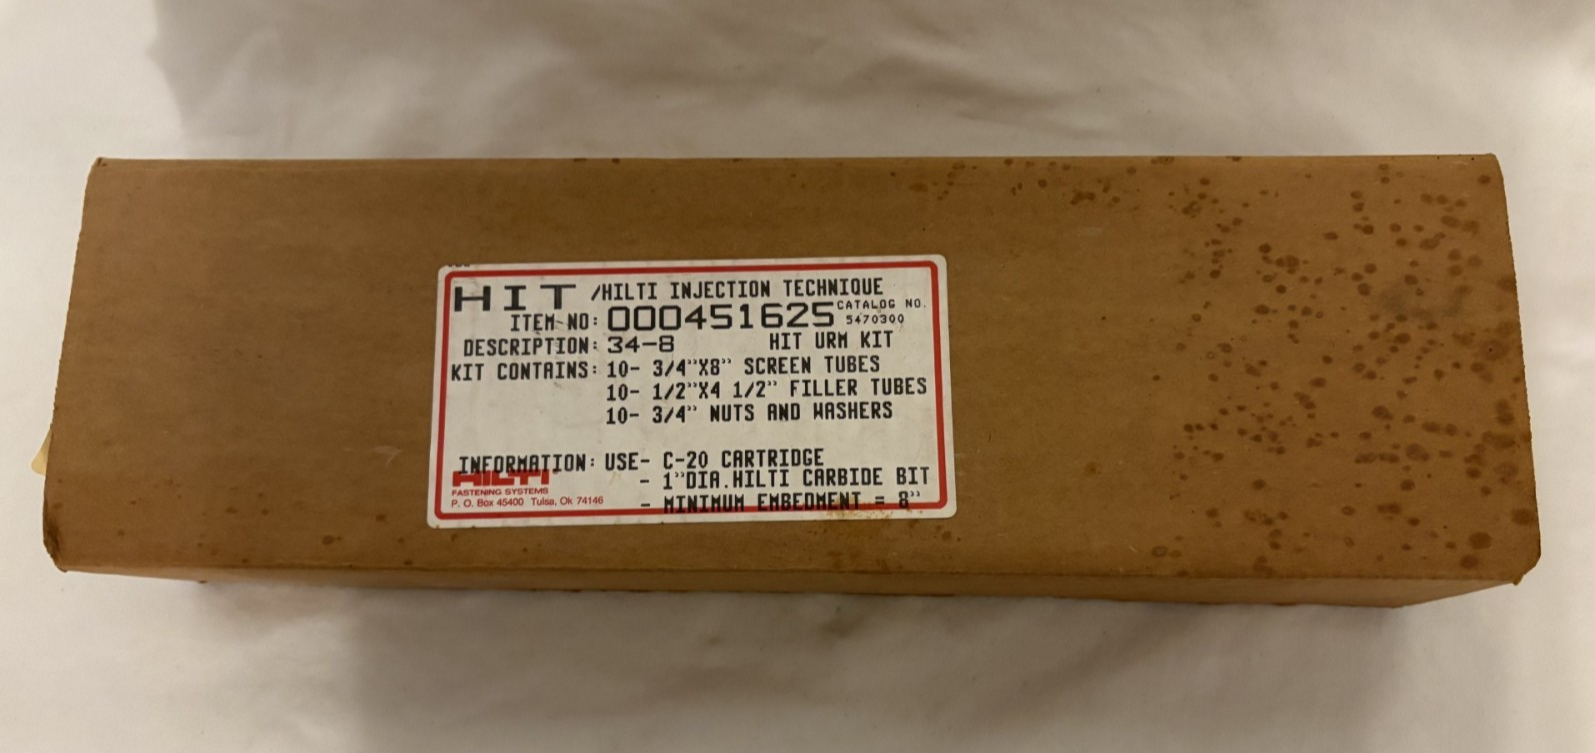 HIT /HILTI INJECTION TECHNIQUE
ITEM NO: 000451625 CATALOG NO. 5470300
DESCRIPTION: 34-8 HIT URM KIT
KIT CONTAINS: 10- 3/4"X8" SCREEN TUBES
10- 1/2"X4 1/2" FILLER TUBES
10- 3/4" NUTS AND WASHERS
INFORMATION: USE- C-20 CARTRIDGE
- 1"DIA.HILTI CARBIDE BIT
- MINIMUM EMBEDMENT = 8"
HILTI
FASTENING SYSTEMS
P. O. Box 45400 Tulsa, Ok 74146